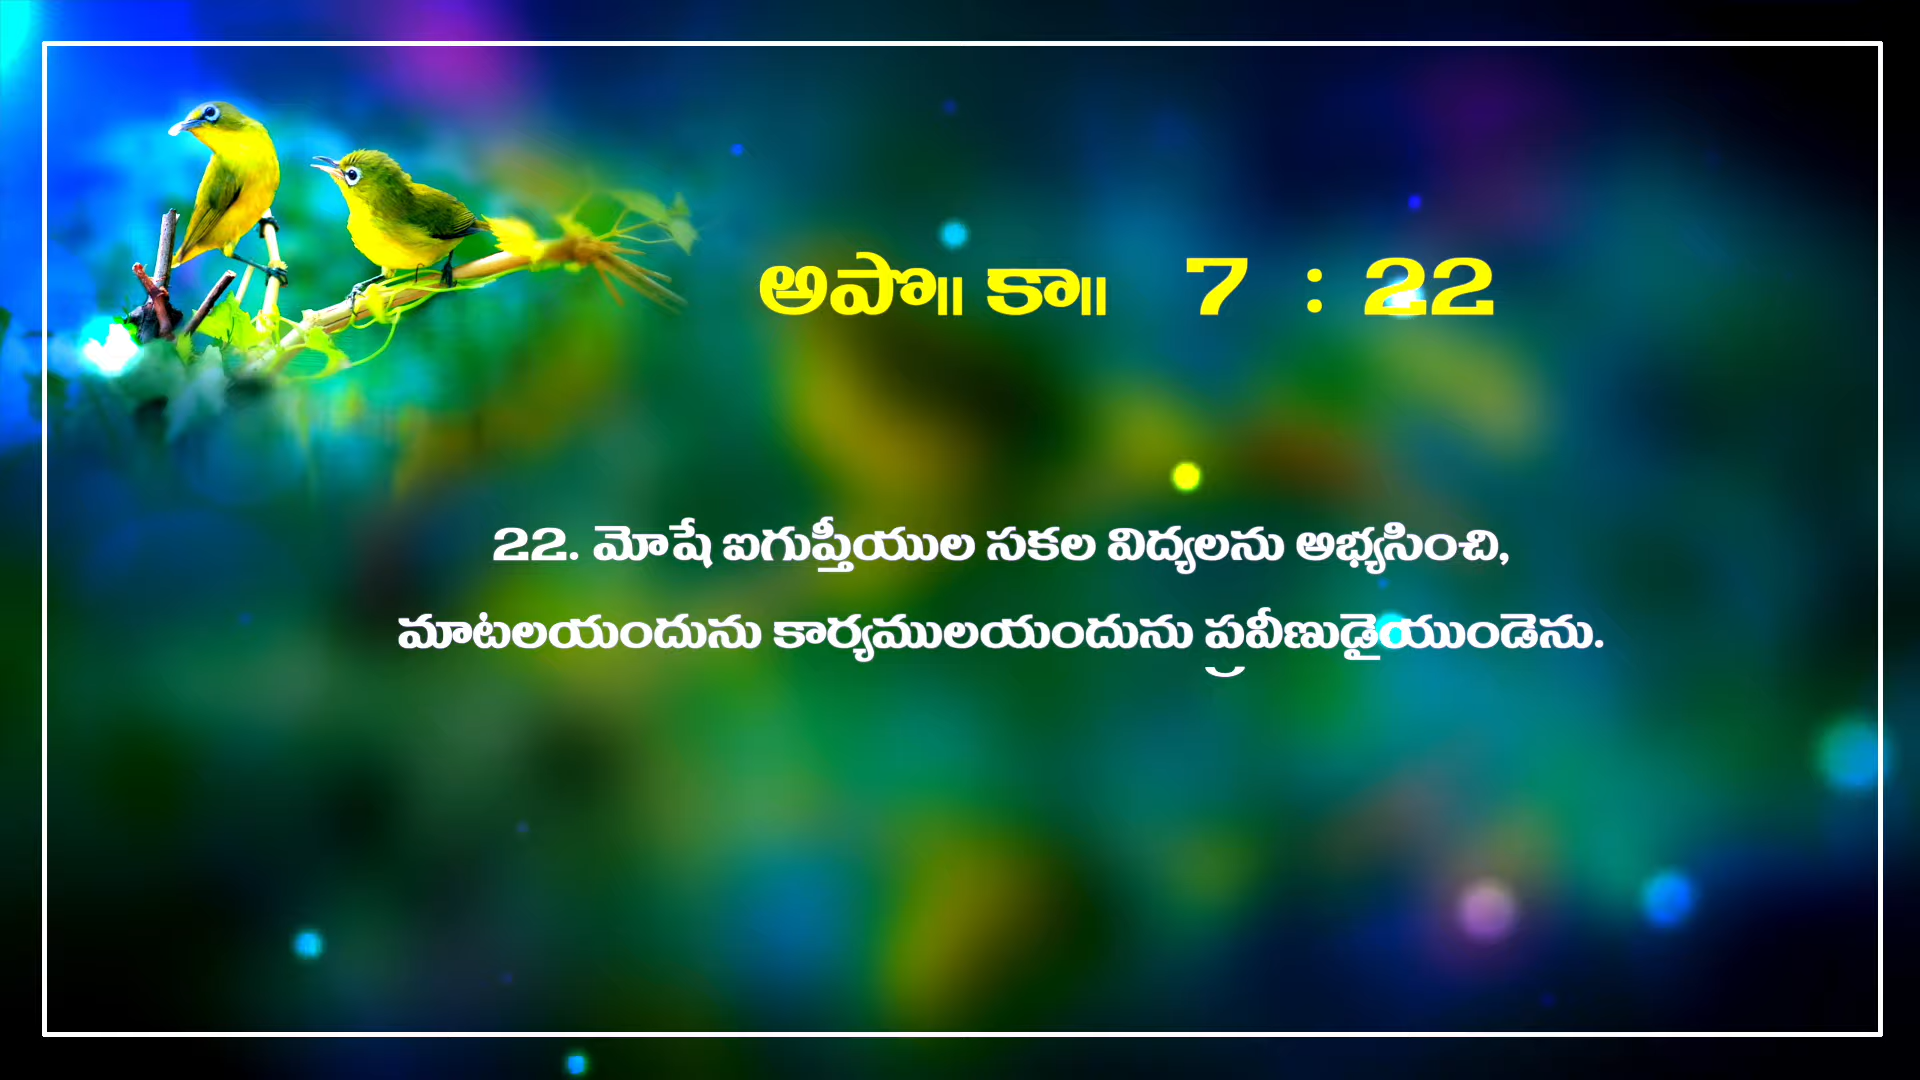 అపొ॥ కా॥ 7 : 22
22. మోషే ఐగుప్తీయుల సకల విద్యలను అభ్యసించి,
మాటలయందును కార్యములయందును ప్రవీణుడైయుండెను.